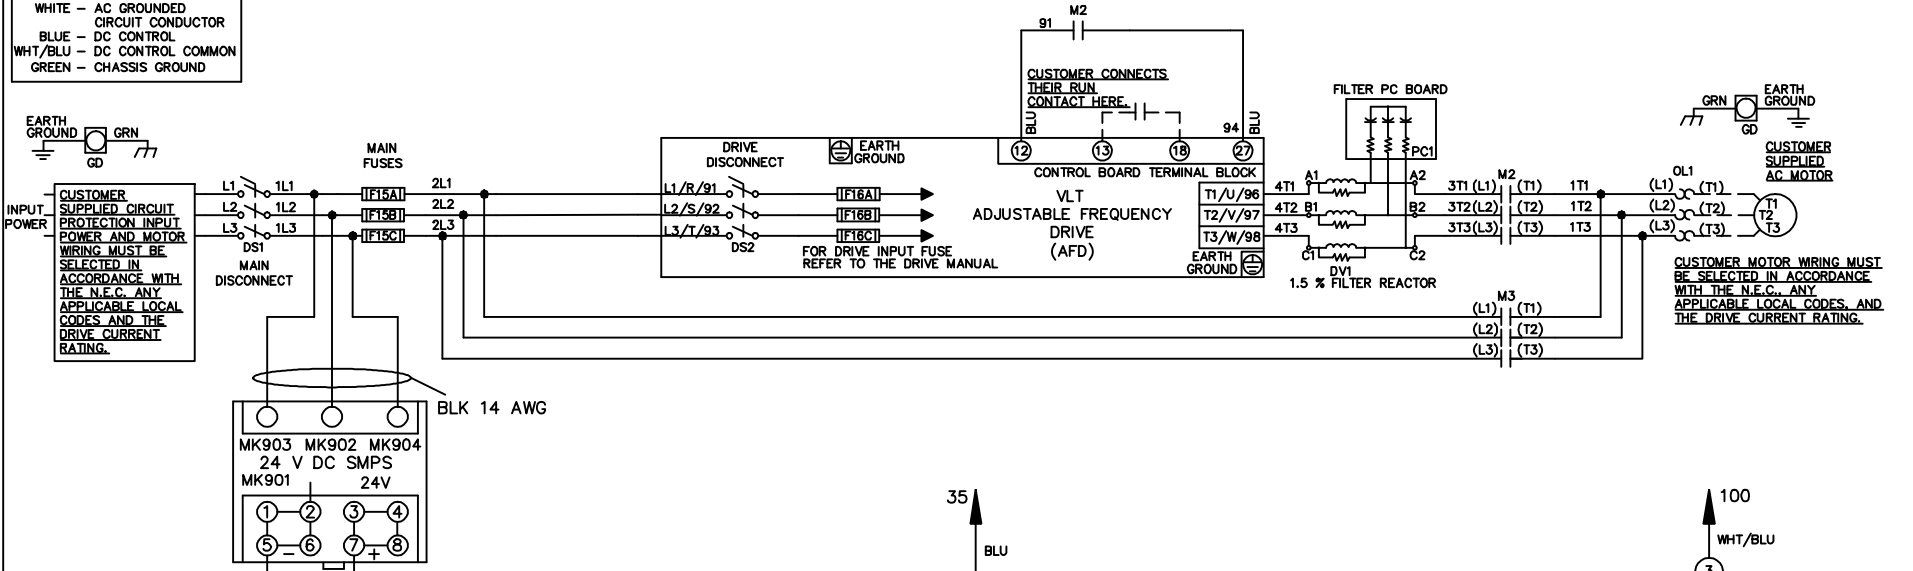 WHITE – AC GROUNDED
CIRCUIT CONDUCTOR
BLUE – DC CONTROL
WHT/BLU – DC CONTROL COMMON
GREEN – CHASSIS GROUND
EARTH
GROUND
GRN
GD
INPUT
POWER
CUSTOMER
SUPPLIED CIRCUIT
PROTECTION INPUT
POWER AND MOTOR
WIRING MUST BE
SELECTED IN
ACCORDANCE WITH
THE N.E.C. ANY
APPLICABLE LOCAL
CODES AND THE
DRIVE CURRENT
RATING.
L1
L2
L3
DS1
MAIN
DISCONNECT
1L1
1L2
1L3
MAIN
FUSES
F15A
F15B
F15C
2L1
2L2
2L3
L1/R/91
L2/S/92
L3/T/93
DRIVE
DISCONNECT
DS2
EARTH
GROUND
F16A
F16B
F16C
FOR DRIVE INPUT FUSE
REFER TO THE DRIVE MANUAL
91
M2
CUSTOMER CONNECTS
THEIR RUN
CONTACT HERE.
BLU
94
BLU
12
13
18
27
CONTROL BOARD TERMINAL BLOCK
VLT
ADJUSTABLE FREQUENCY
DRIVE
(AFD)
T1/U/96
T2/V/97
T3/W/98
EARTH
GROUND
4T1
4T2
4T3
FILTER PC BOARD
PC1
A1
A2
B1
B2
C1
C2
DV1
1.5 % FILTER REACTOR
M2
3T1 (L1) (T1) 1T1
3T2 (L2) (T2) 1T2
3T3 (L3) (T3) 1T3
M3
(L1) (T1)
(L2) (T2)
(L3) (T3)
OL1
(L1) (T1)
(L2) (T2)
(L3) (T3)
T1
T2
T3
GRN
GD
EARTH
GROUND
CUSTOMER
SUPPLIED
AC MOTOR
CUSTOMER MOTOR WIRING MUST
BE SELECTED IN ACCORDANCE
WITH THE N.E.C., ANY
APPLICABLE LOCAL CODES, AND
THE DRIVE CURRENT RATING.
BLK 14 AWG
MK903 MK902 MK904
24 V DC SMPS
MK901 24V
1 2 3 4
5 – 6 7 + 8
35
BLU
100
WHT/BLU
3